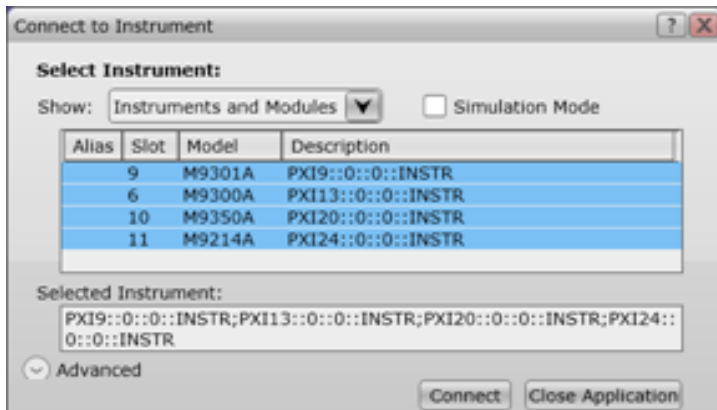 Connect to Instrument
Select Instrument:
Show: Instruments and Modules Simulation Mode
Alias Slot Model Description
9 M9301A PXI9::0::0::INSTR
6 M9300A PXI13::0::0::INSTR
10 M9350A PXI20::0::0::INSTR
11 M9214A PXI24::0::0::INSTR
Selected Instrument:
PXI9::0::0::INSTR;PXI13::0::0::INSTR;PXI20::0::0::INSTR;PXI24::
0::0::INSTR
Advanced
Connect Close Application